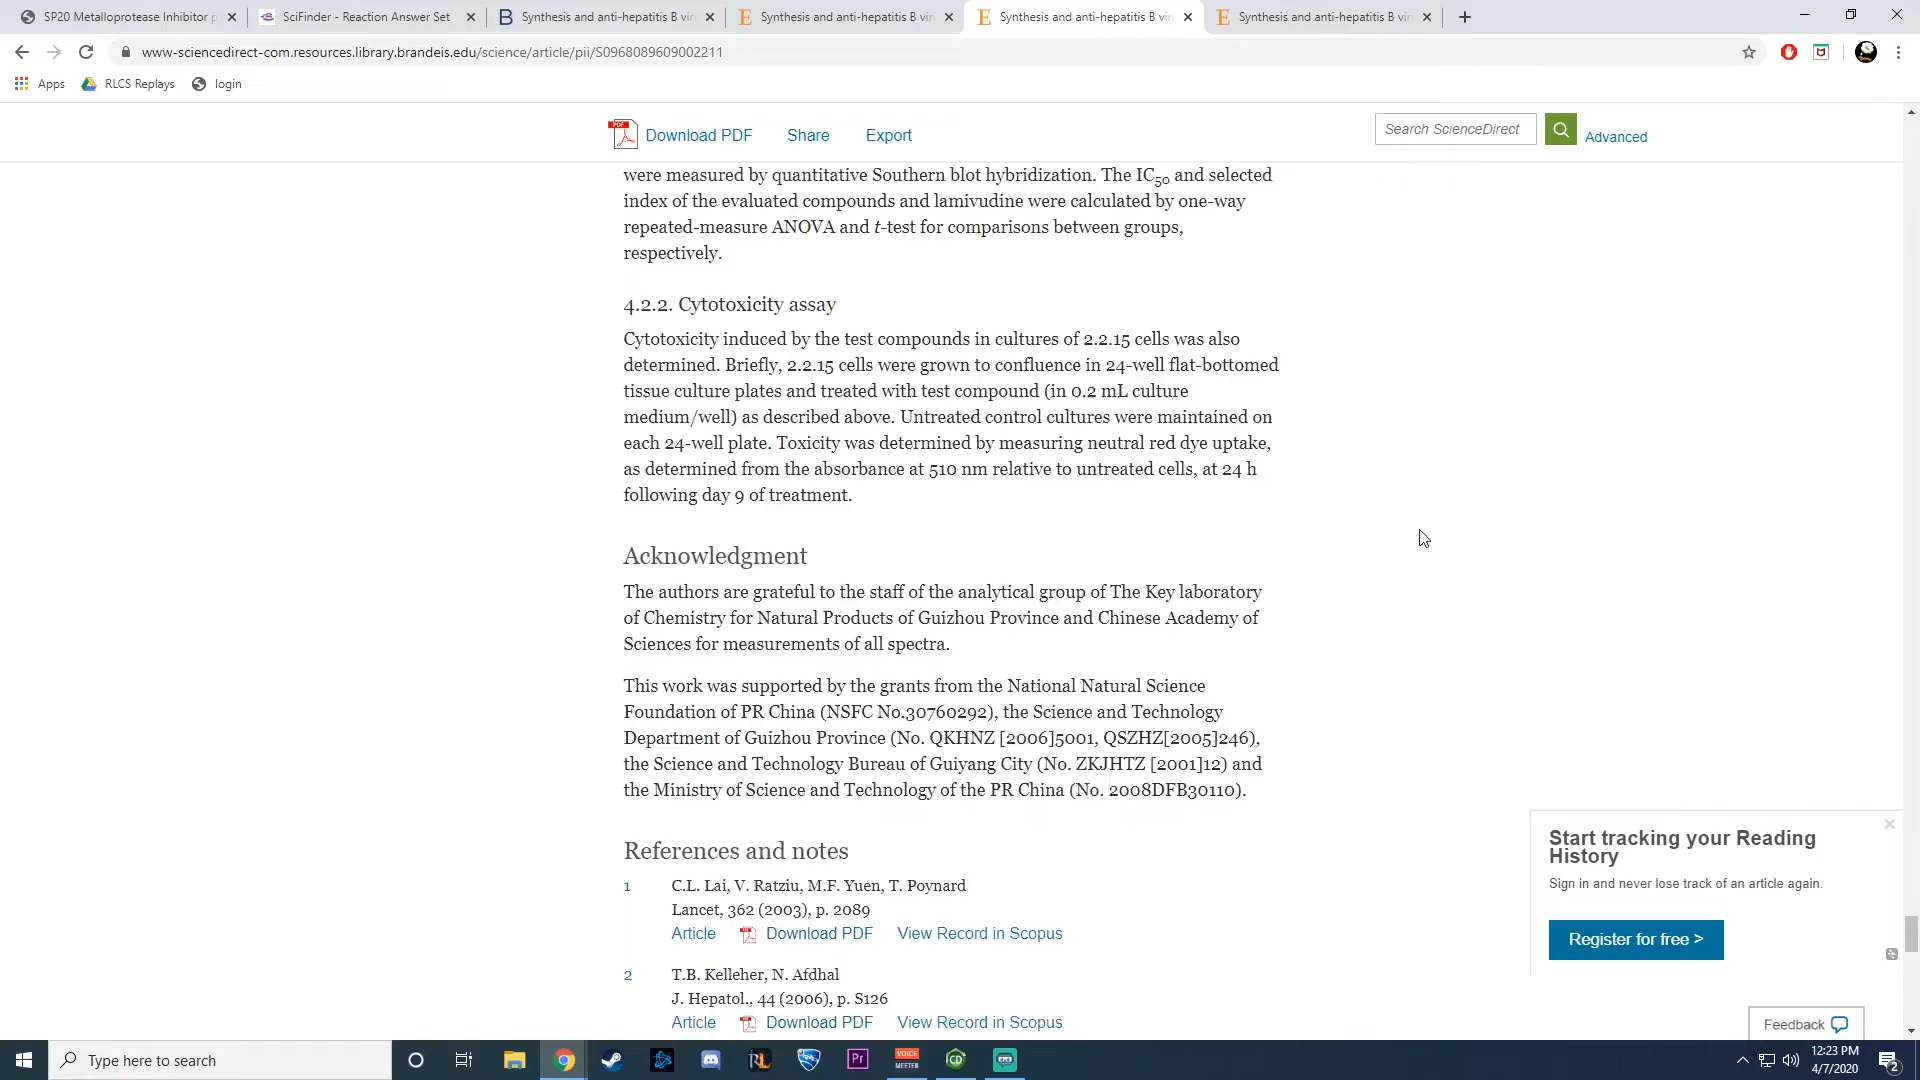 SP20 Metalloprotease Inhibitor p
SciFinder - Reaction Answer Set
Synthesis and anti-hepatitis B vir
Synthesis and anti-hepatitis B vir
Synthesis and anti-hepatitis B vir
Synthesis and anti-hepatitis B vir
www-sciencedirect-com.resources.library.brandeis.edu/science/article/pii/S0968089609002211
Apps
RLCS Replays
login
Download PDF
Share
Export
Search ScienceDirect
Advanced
were measured by quantitative Southern blot hybridization. The IC50 and selected
index of the evaluated compounds and lamivudine were calculated by one-way
repeated-measure ANOVA and t-test for comparisons between groups,
respectively.
4.2.2. Cytotoxicity assay
Cytotoxicity induced by the test compounds in cultures of 2.2.15 cells was also
determined. Briefly, 2.2.15 cells were grown to confluence in 24-well flat-bottomed
tissue culture plates and treated with test compound (in 0.2 mL culture
medium/well) as described above. Untreated control cultures were maintained on
each 24-well plate. Toxicity was determined by measuring neutral red dye uptake,
as determined from the absorbance at 510 nm relative to untreated cells, at 24 h
following day 9 of treatment.
Acknowledgment
The authors are grateful to the staff of the analytical group of The Key laboratory
of Chemistry for Natural Products of Guizhou Province and Chinese Academy of
Sciences for measurements of all spectra.
This work was supported by the grants from the National Natural Science
Foundation of PR China (NSFC No.30760292), the Science and Technology
Department of Guizhou Province (No. QKHNZ [2006]5001, QSZHZ[2005]246),
the Science and Technology Bureau of Guiyang City (No. ZKJHTZ [2001]12) and
the Ministry of Science and Technology of the PR China (No. 2008DFB30110).
References and notes
1 C.L. Lai, V. Ratziu, M.F. Yuen, T. Poynard
Lancet, 362 (2003), p. 2089
Article Download PDF View Record in Scopus
2 T.B. Kelleher, N. Afdhal
J. Hepatol., 44 (2006), p. S126
Article Download PDF View Record in Scopus
Start tracking your Reading
History
Sign in and never lose track of an article again.
Register for free >
Feedback
Type here to search
12:23 PM
4/7/2020